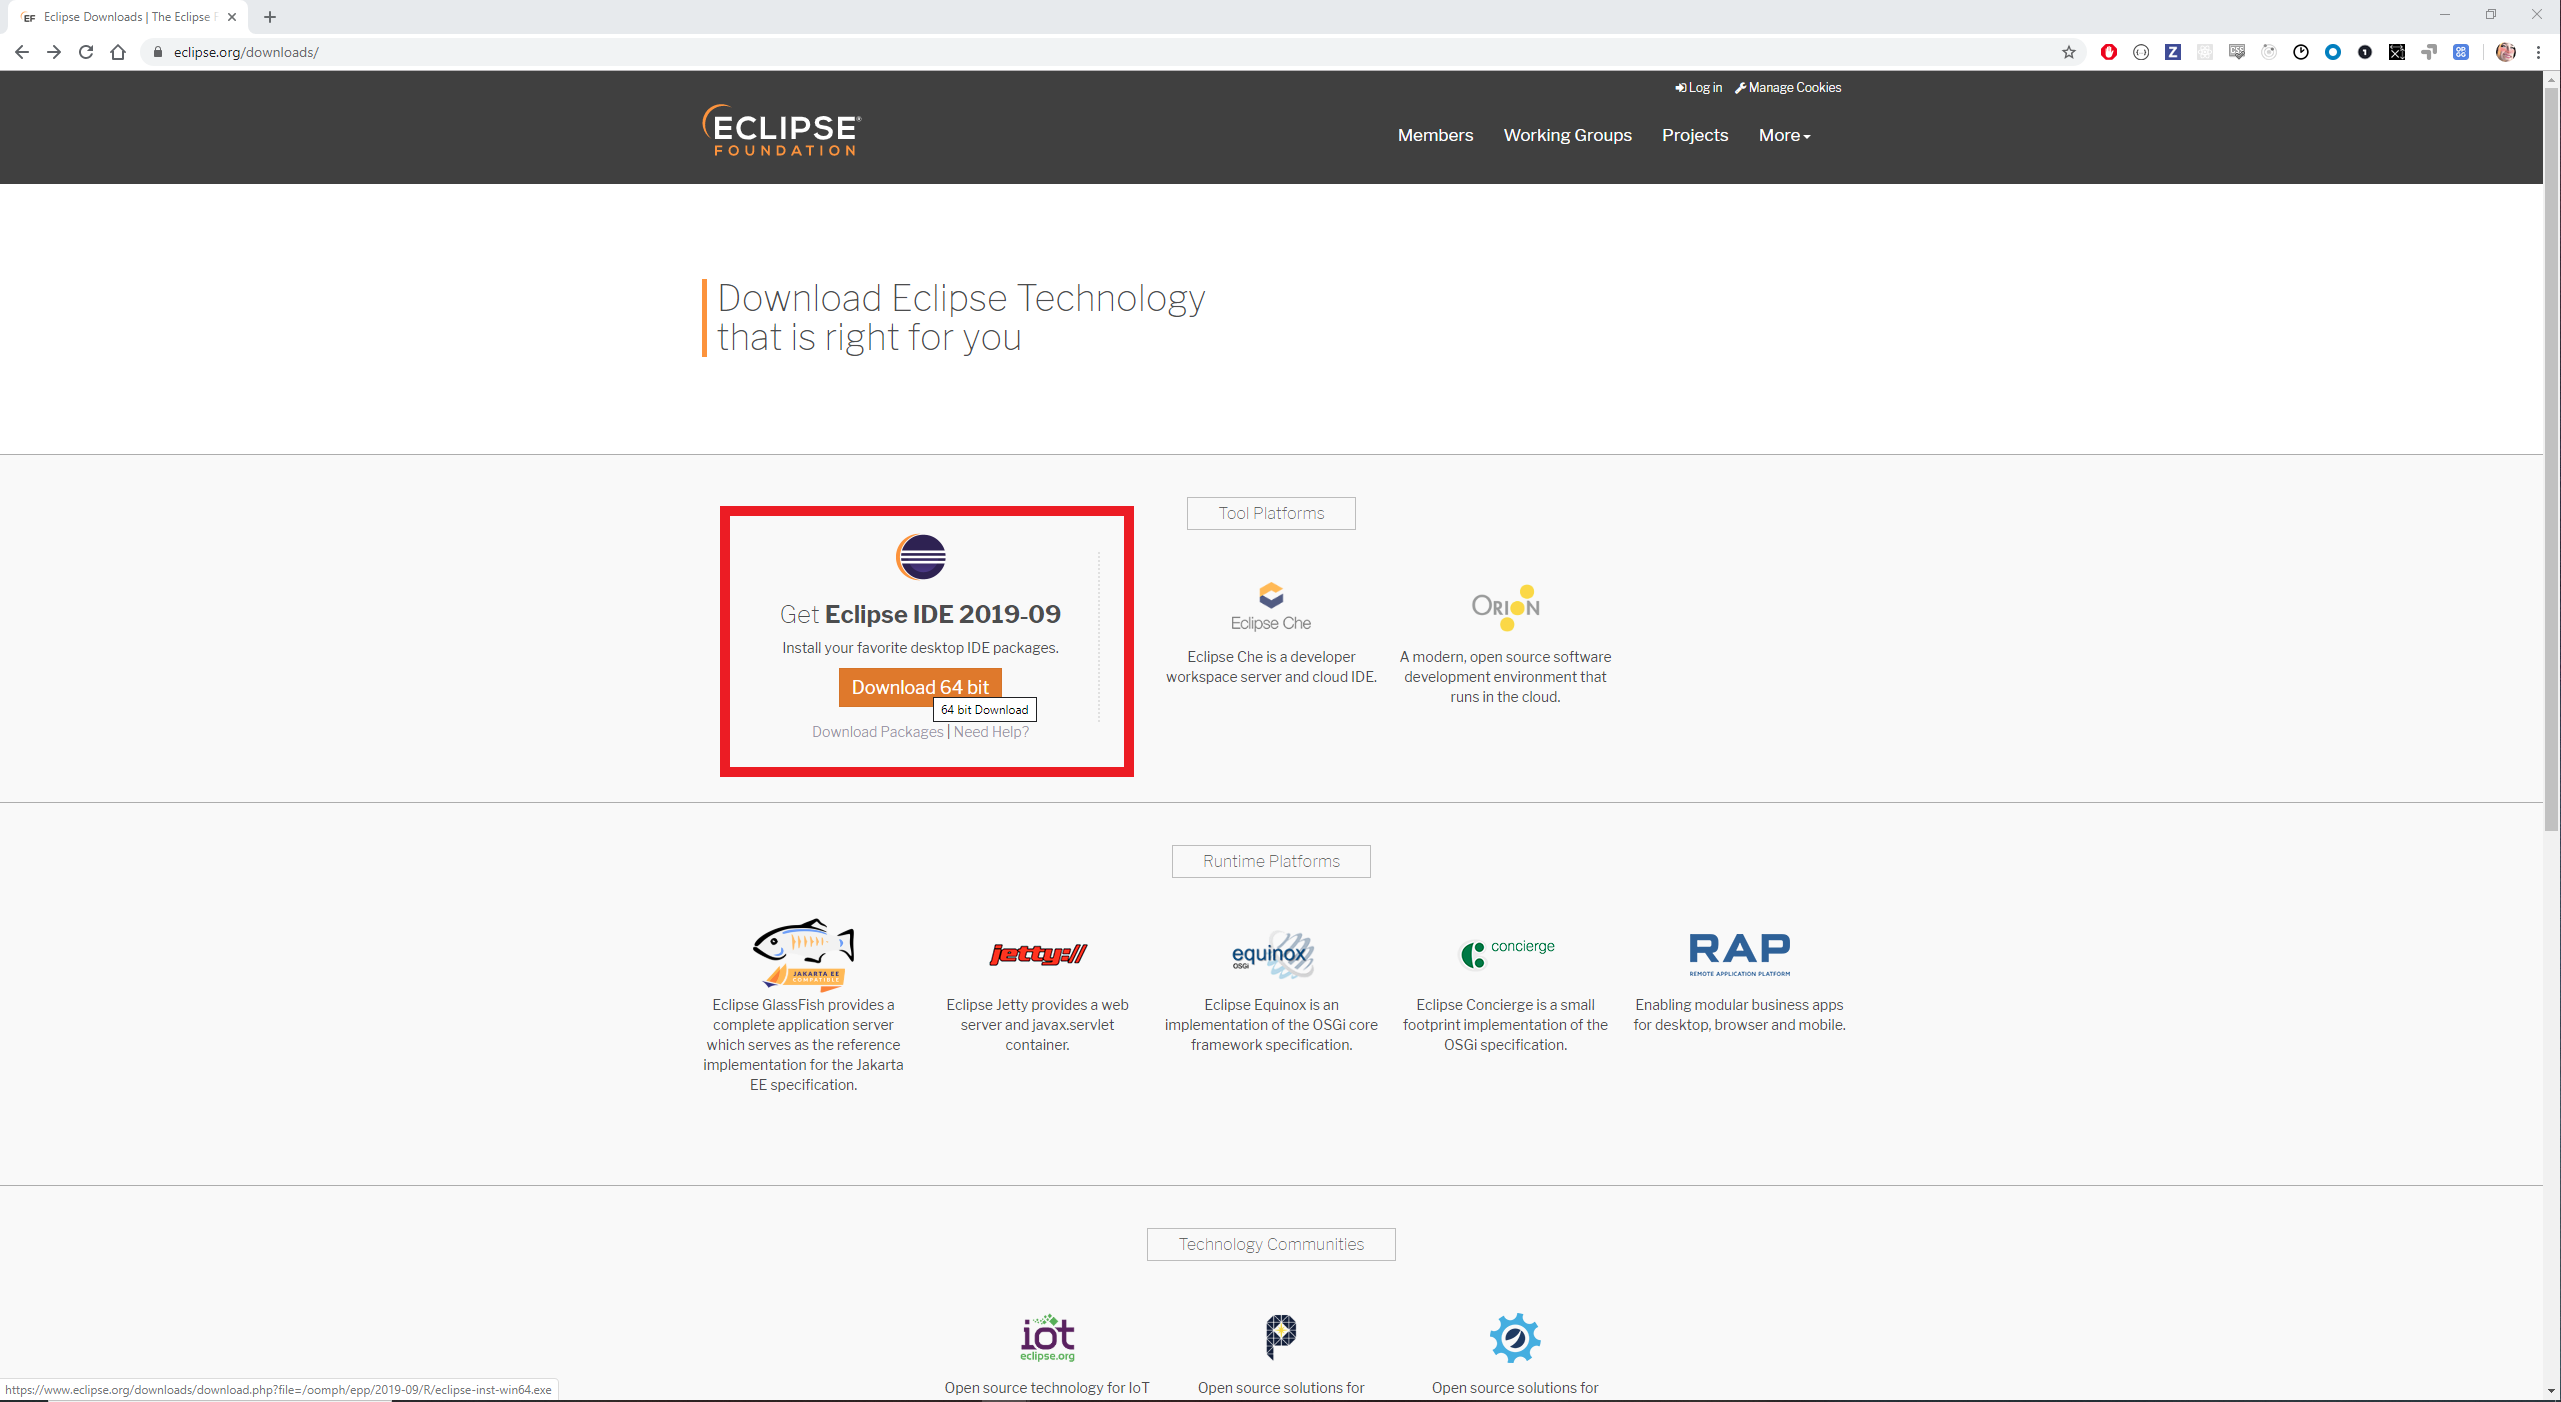 EF Eclipse Downloads | The Eclipse F
eclipse.org/downloads/
Log in Manage Cookies
ECLIPSE®
FOUNDATION
Members Working Groups Projects More
Download Eclipse Technology
that is right for you
Get Eclipse IDE 2019-09
Install your favorite desktop IDE packages.
Download 64 bit
64 bit Download
Download Packages | Need Help?
Tool Platforms
Eclipse Che
Eclipse Che is a developer
workspace server and cloud IDE.
ORION
A modern, open source software
development environment that
runs in the cloud.
Runtime Platforms
JAKARTA EE
COMPATIBLE
Eclipse GlassFish provides a
complete application server
which serves as the reference
implementation for the Jakarta
EE specification.
jetty://
Eclipse Jetty provides a web
server and javax.servlet
container.
equinox
OSGi
Eclipse Equinox is an
implementation of the OSGi core
framework specification.
concierge
Eclipse Concierge is a small
footprint implementation of the
OSGi specification.
RAP
REMOTE APPLICATION PLATFORM
Enabling modular business apps
for desktop, browser and mobile.
Technology Communities
iot
eclipse.org
Open source technology for IoT
P
Open source solutions for
Open source solutions for
https://www.eclipse.org/downloads/download.php?file=/oomph/epp/2019-09/R/eclipse-inst-win64.exe